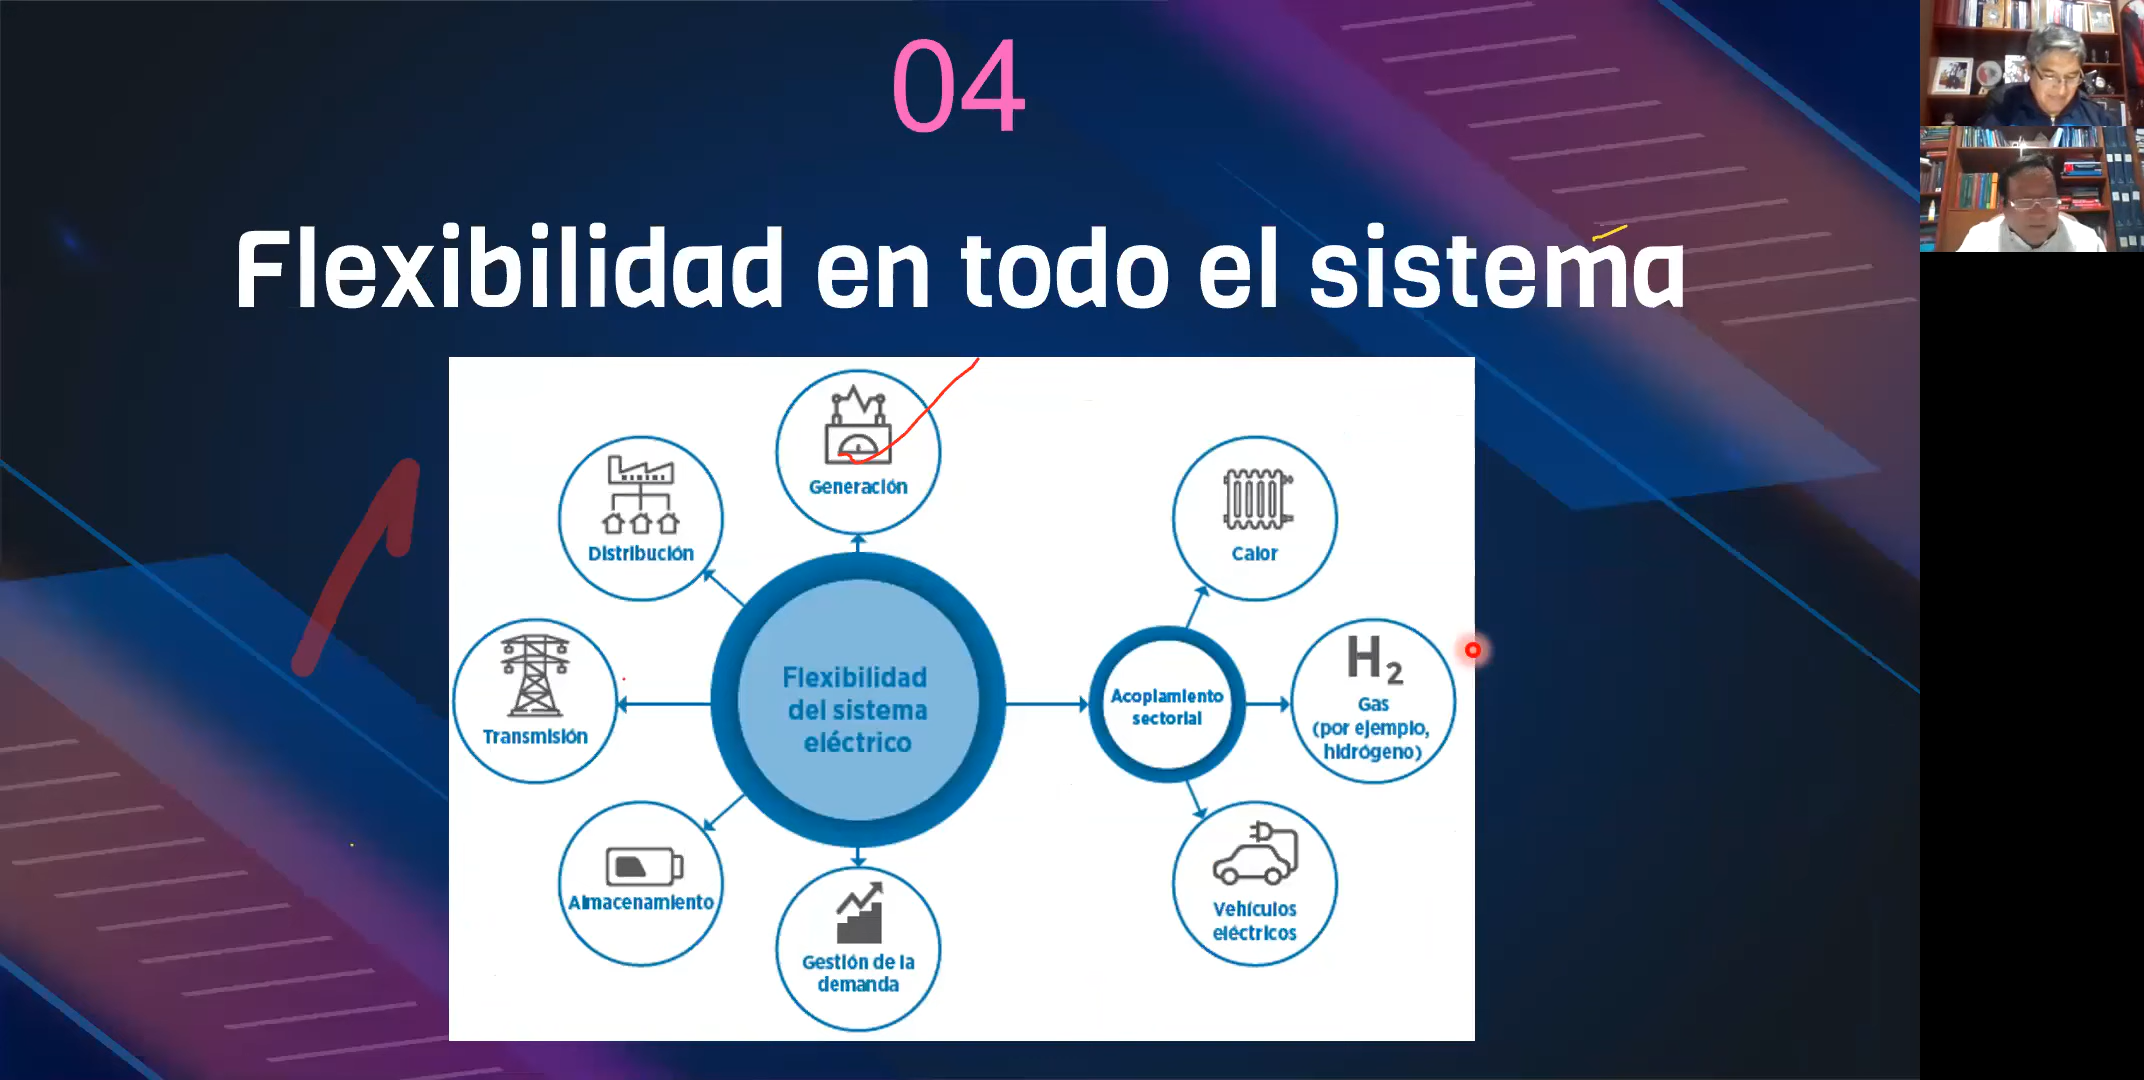 04
Flexibilidad en todo el sistema
Generación
Distribución
Calor
Transmisión
Flexibilidad
del sistema
eléctrico
Acoplamiento
sectorial
H₂
Gas
(por ejemplo,
hidrógeno)
Almacenamiento
Gestión de la
demanda
Vehículos
eléctricos